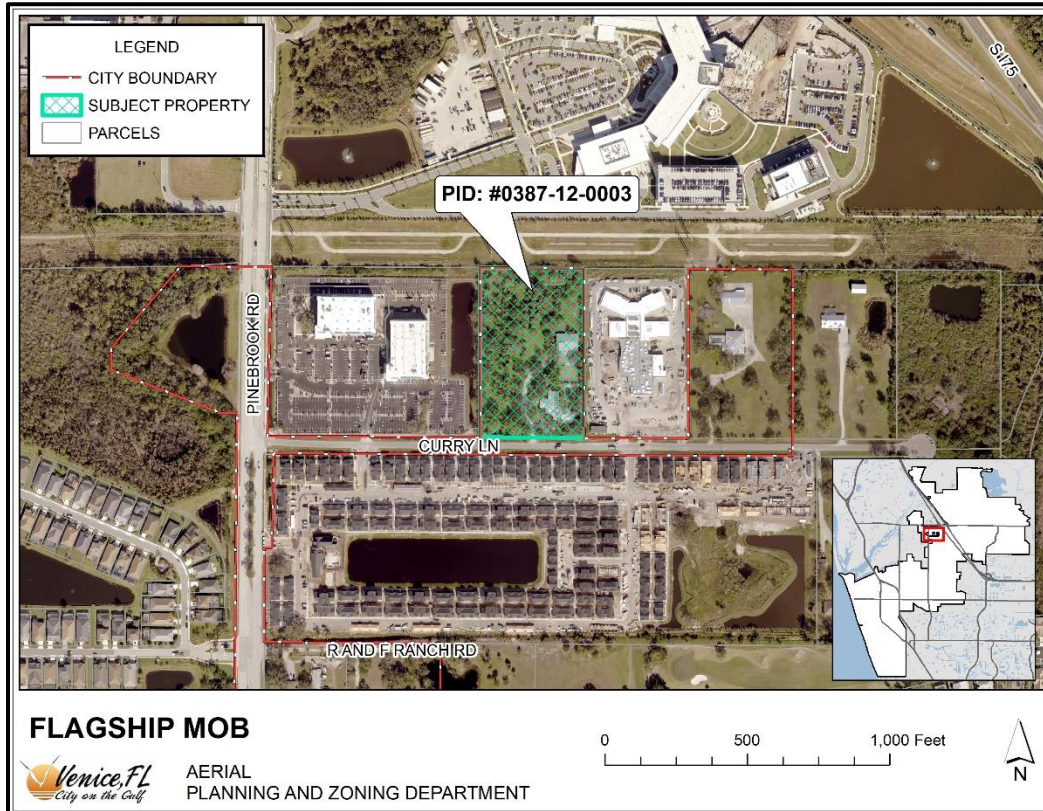 LEGEND
CITY BOUNDARY
SUBJECT PROPERTY
PARCELS
SI75
PID: #0387-12-0003
PINEBROOK RD
CURRY LN
R AND F RANCH RD
FLAGSHIP MOB
Venice, FL
City on the Gulf
AERIAL
PLANNING AND ZONING DEPARTMENT
0 500 1,000 Feet
N